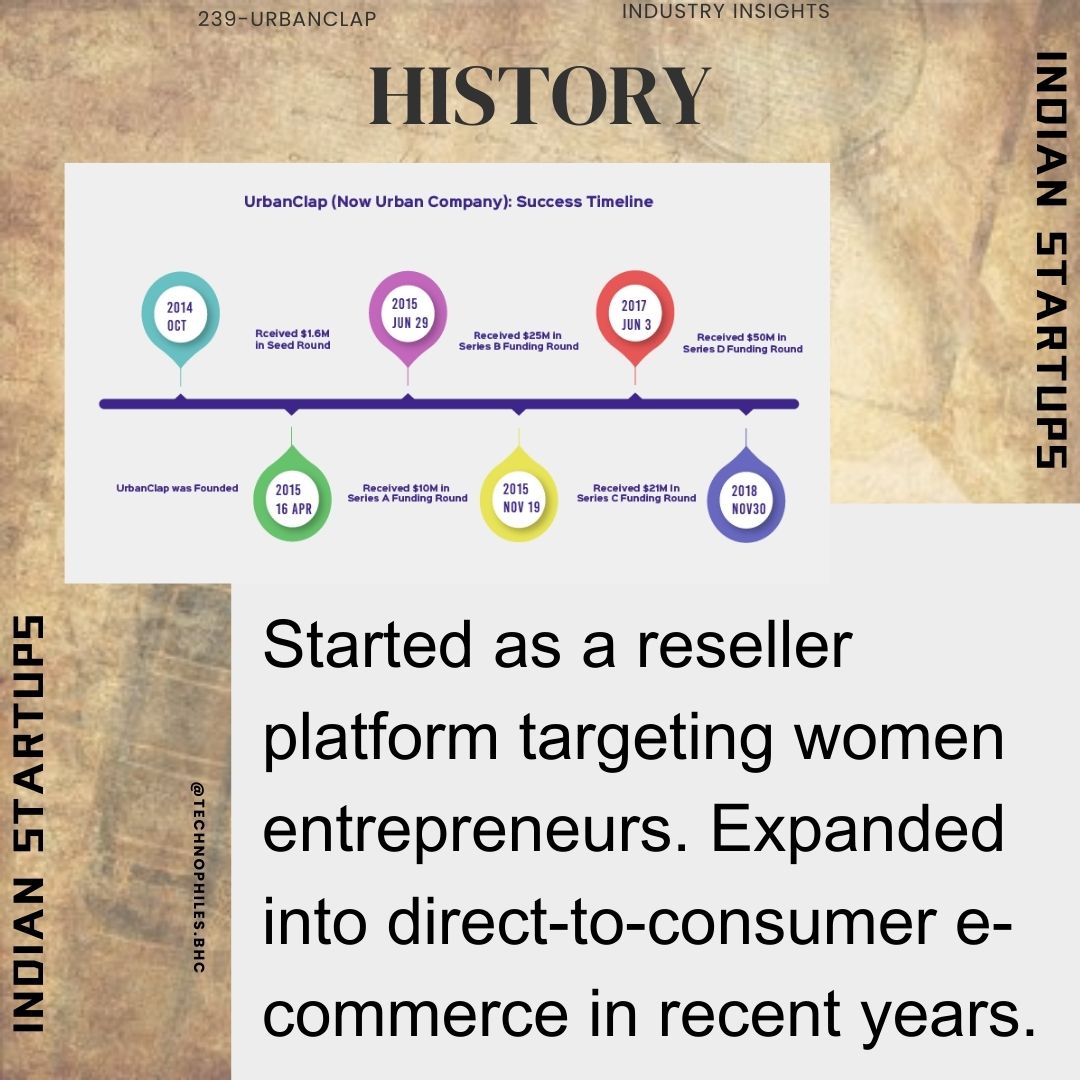 239-URBANCLAP
INDUSTRY INSIGHTS
HISTORY
INDIAN STARTUPS
UrbanClap (Now Urban Company): Success Timeline
2014
OCT
Rceived $1.6M
in Seed Round
2015
JUN 29
Received $25M in
Series B Funding Round
2017
JUN 3
Received $50M in
Series D Funding Round
UrbanClap was Founded
2015
16 APR
Received $10M in
Series A Funding Round
2015
NOV 19
Received $21M In
Series C Funding Round
2018
NOV30
INDIAN STARTUPS
@TECHNOPHILES.BHC
Started as a reseller
platform targeting women
entrepreneurs. Expanded
into direct-to-consumer e-
commerce in recent years.